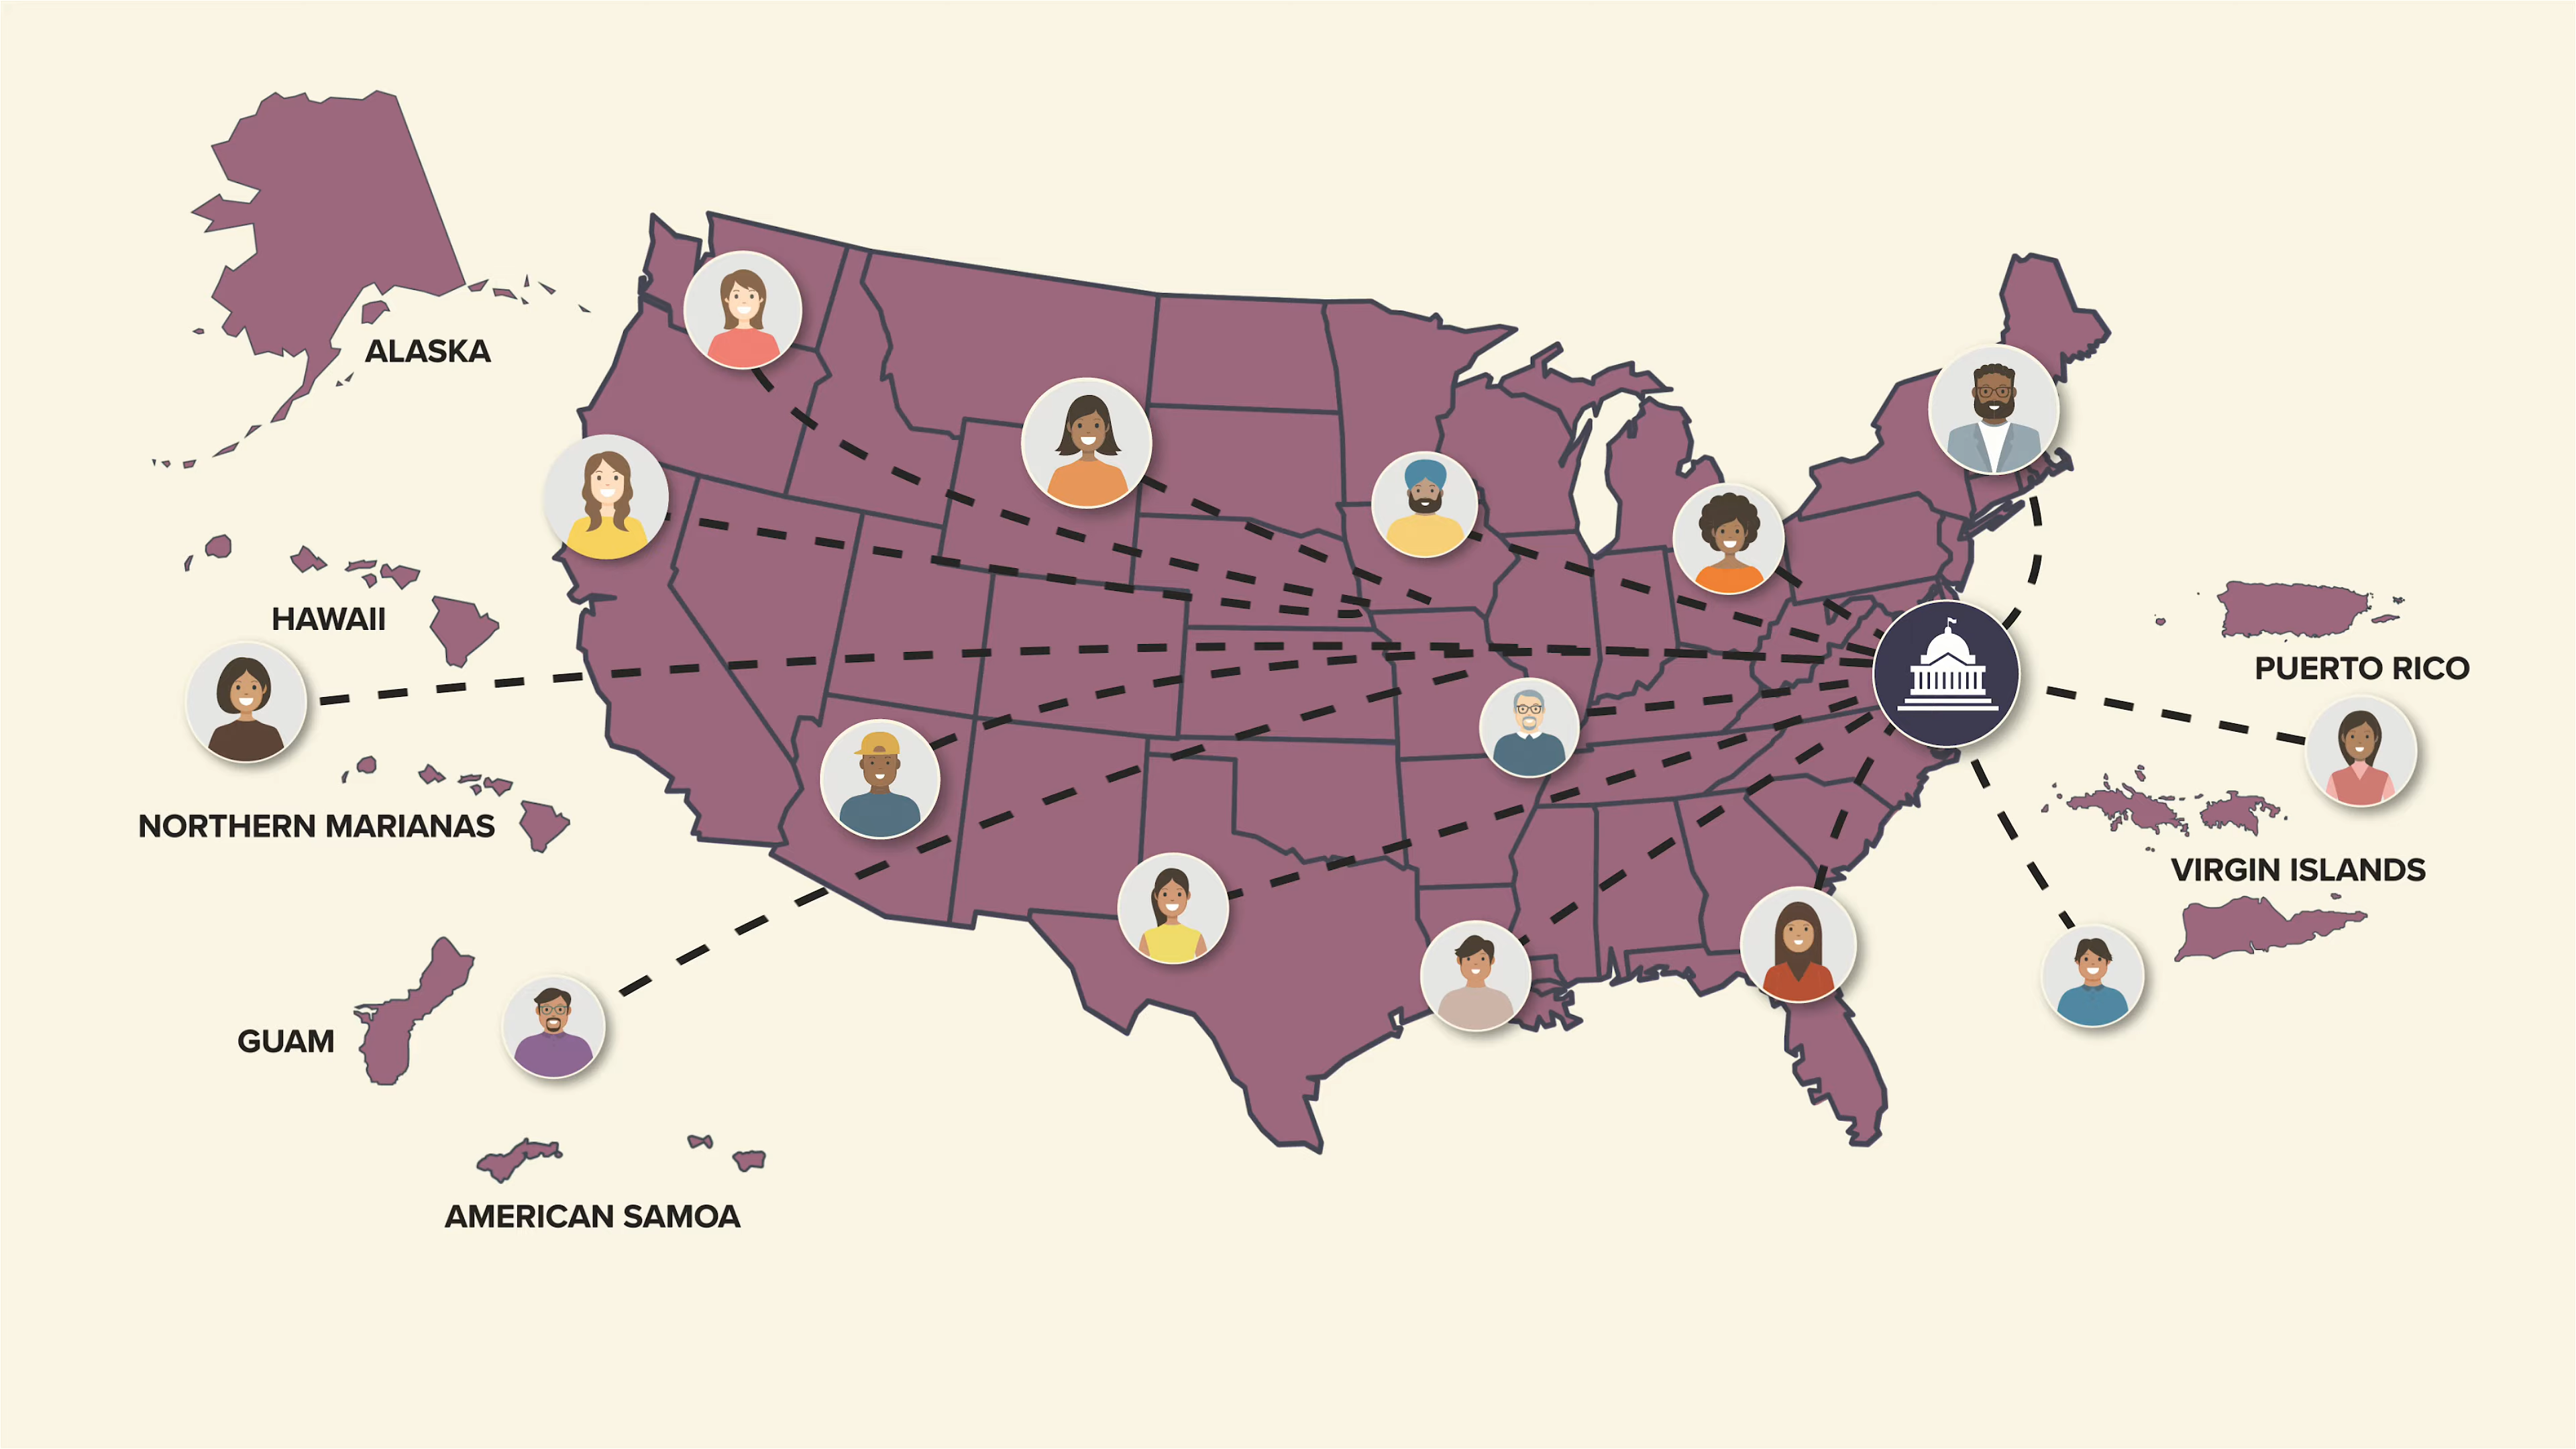 ALASKA
HAWAII
PUERTO RICO
NORTHERN MARIANAS
VIRGIN ISLANDS
GUAM
AMERICAN SAMOA